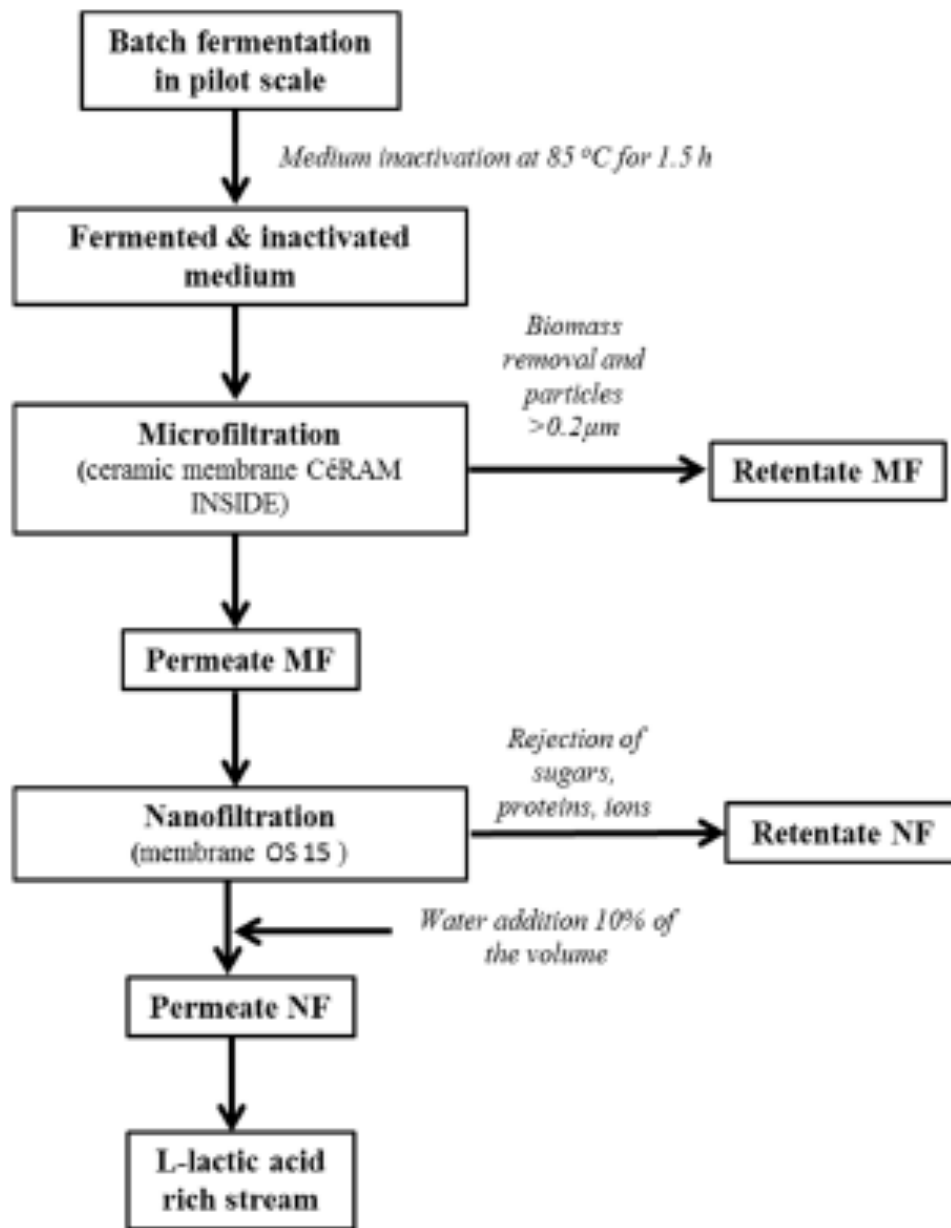 Batch fermentation
in pilot scale
Medium inactivation at 85 °C for 1.5 h
Fermented & inactivated
medium
Biomass
removal and
particles
>0.2µm
Microfiltration
(ceramic membrane CéRAM
INSIDE)
Retentate MF
Permeate MF
Rejection of
sugars,
proteins, ions
Nanofiltration
(membrane OS 15 )
Retentate NF
Water addition 10% of
the volume
Permeate NF
L-lactic acid
rich stream